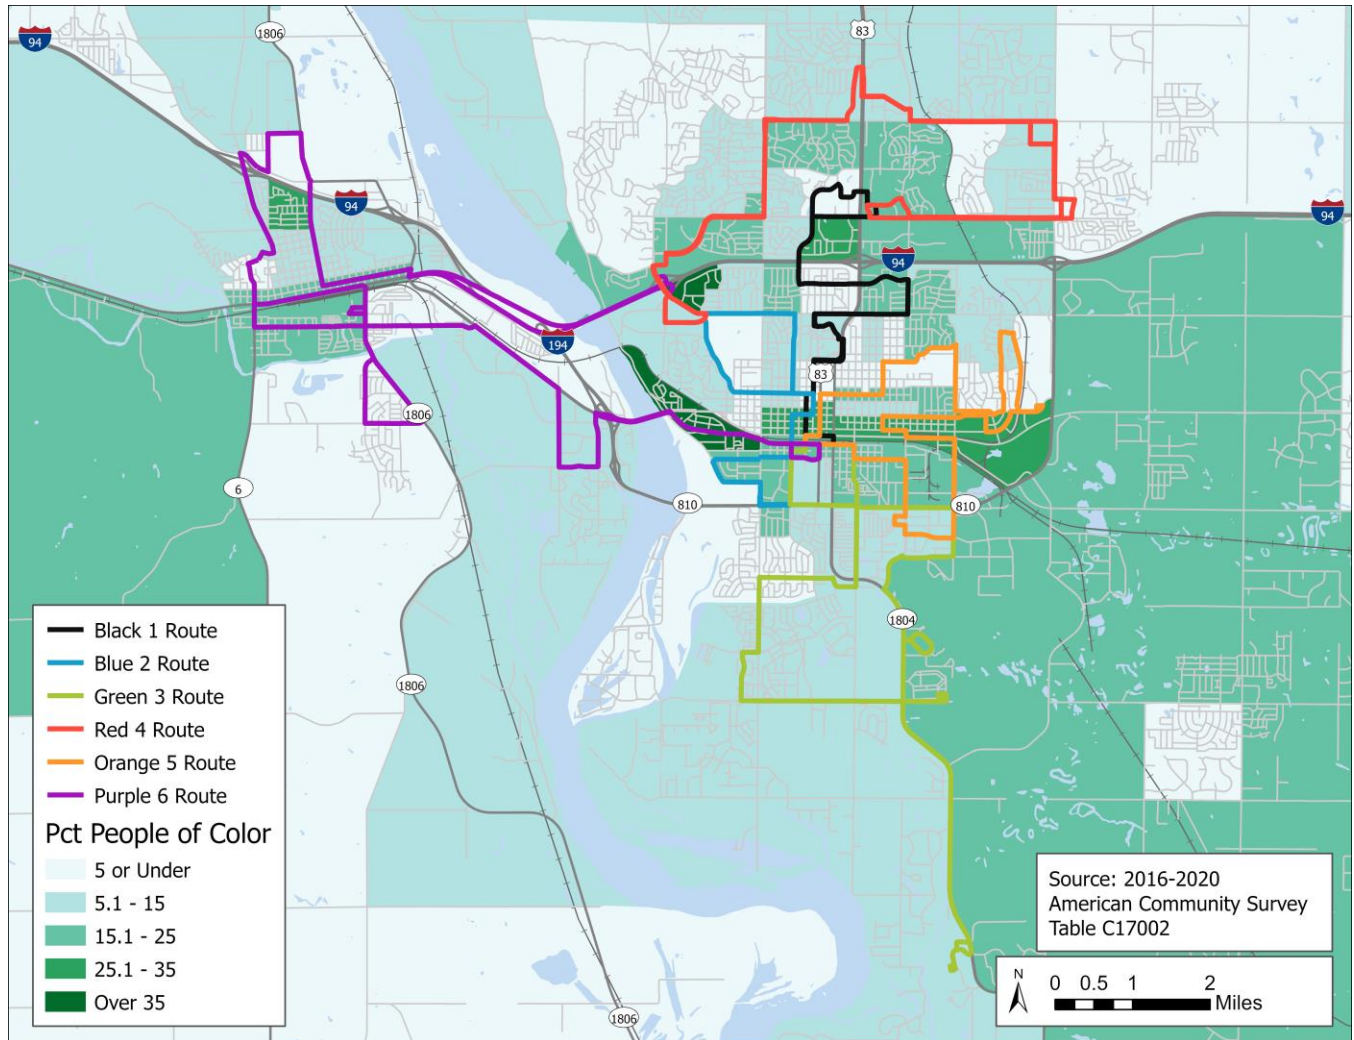 94
1806
83
94
94
94
194
83
1806
6
810
810
1804
1806
1806
Black 1 Route
Blue 2 Route
Green 3 Route
Red 4 Route
Orange 5 Route
Purple 6 Route
Pct People of Color
5 or Under
5.1 - 15
15.1 - 25
25.1 - 35
Over 35
Source: 2016-2020
American Community Survey
Table C17002
N
0 0.5 1 2
Miles